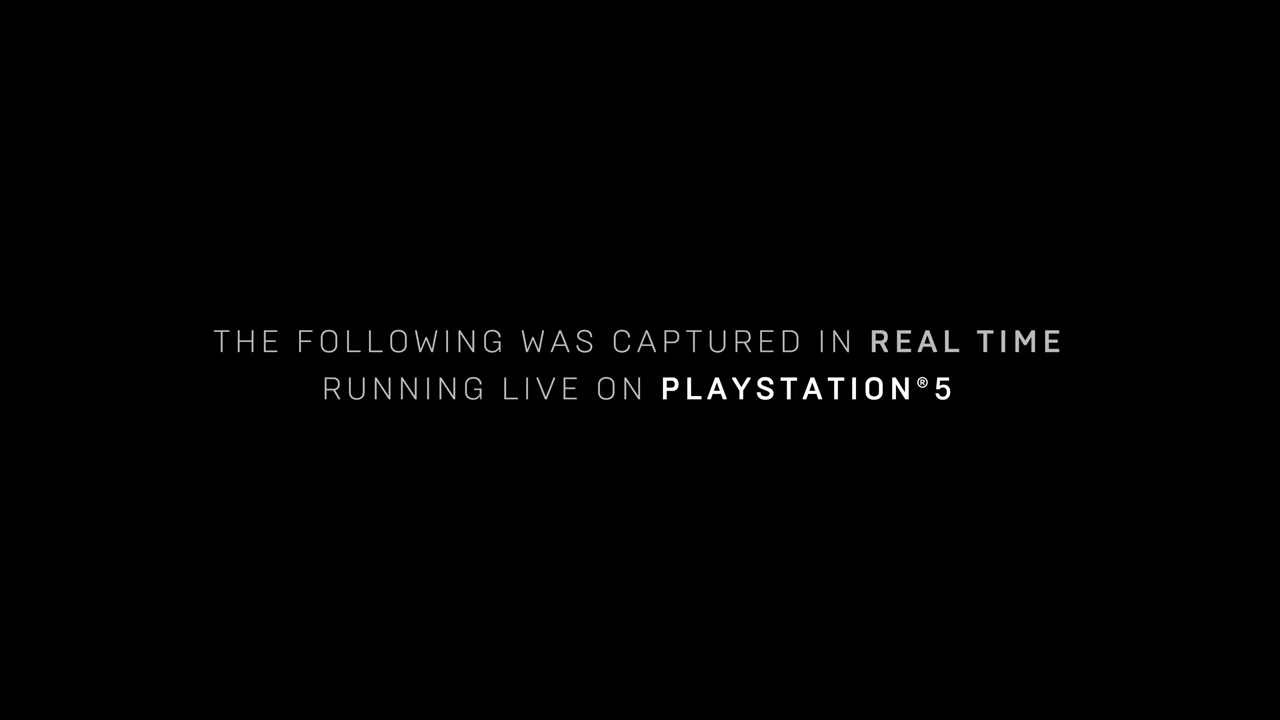 THE FOLLOWING WAS CAPTURED IN REAL TIME
RUNNING LIVE ON PLAYSTATION®5